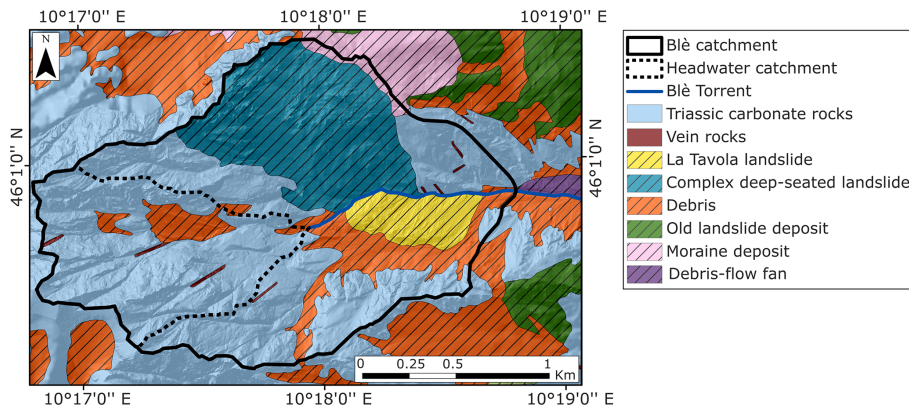 10°17'0'' E 10°18'0'' E 10°19'0'' E
N
46°1'0'' N
46°1'0'' N
Blè catchment
Headwater catchment
Blè Torrent
Triassic carbonate rocks
Vein rocks
La Tavola landslide
Complex deep-seated landslide
Debris
Old landslide deposit
Moraine deposit
Debris-flow fan
0 0.25 0.5 1
Km
10°17'0'' E 10°18'0'' E 10°19'0'' E